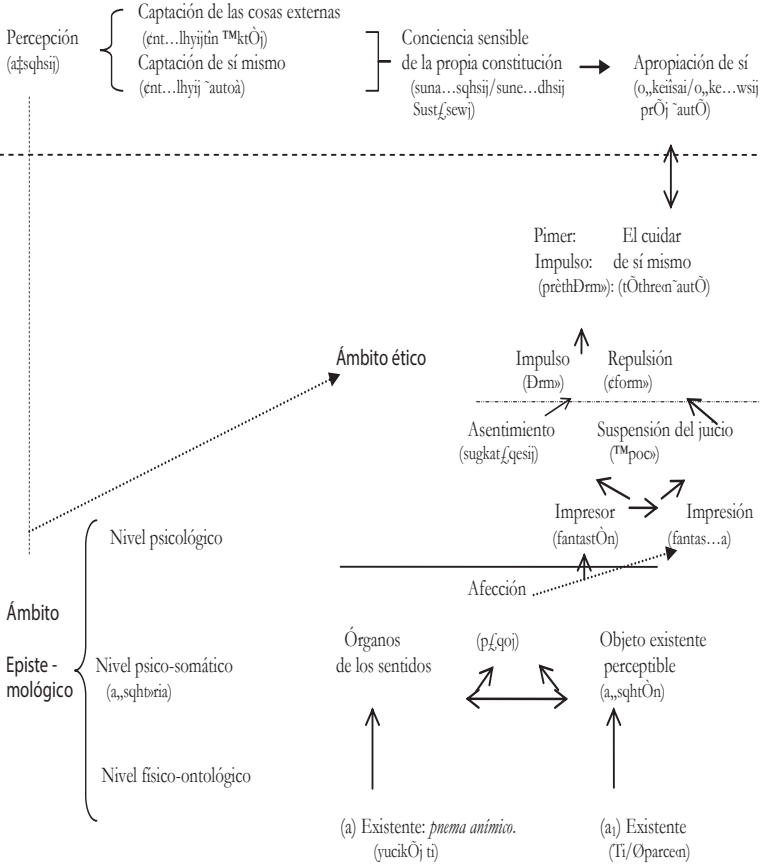 Percepción
(a‡sqhsij)
Captación de las cosas externas
(¢nt…lhyijtîn ™ktÒj)
Captación de sí mismo
(¢nt…lhyij ˜autoà)
Conciencia sensible
de la propia constitución
(suna…sqhsij/sune…dhsij
Sust£sewj)
Apropiación de sí
(o„keiîsai/o„ke…wsij
prÕj ˜autÕ)
Pimer: El cuidar
Impulso: de sí mismo
(prèthÐrm»): (tÕthre‹n˜autÕ)
Ámbito ético
Impulso Repulsión
(Ðrm») (¢form»)
Asentimiento Suspensión del juicio
(sugkat£qesij) (™poc»)
Impresor Impresión
(fantastÒn) (fantas…a)
Nivel psicológico
Afección
Ámbito
Episte -
mológico
Nivel psico-somático
(a„sqht»ria)
Órganos
de los sentidos
(p£qoj)
Objeto existente
perceptible
(a„sqhtÒn)
Nivel físico-ontológico
(a) Existente: pnema anímico.
(yucikÕj ti)
(a1) Existente
(Ti/Øparce‹n)